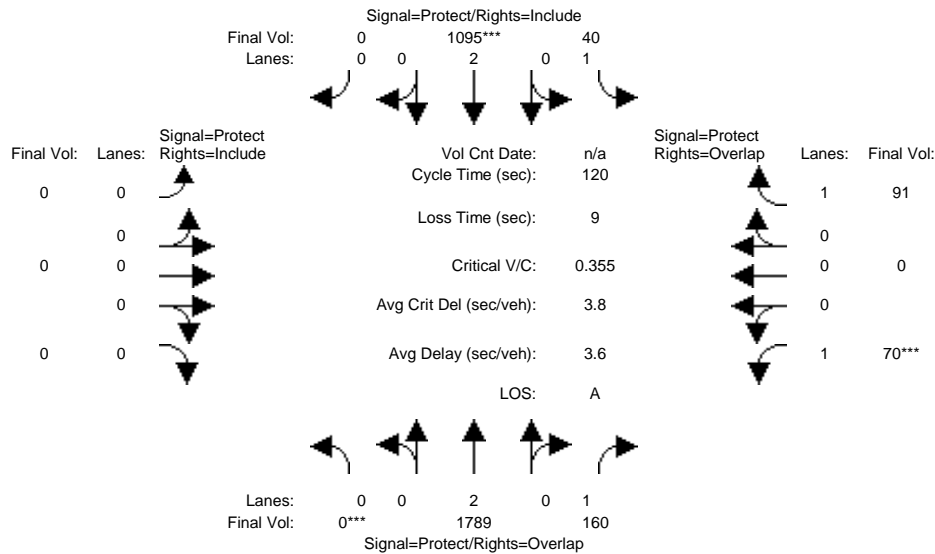 Signal=Protect/Rights=Include
Final Vol: 0 1095*** 40
Lanes: 0 0 2 0 1
Signal=Protect
Final Vol: Lanes: Rights=Include
Vol Cnt Date: n/a
Signal=Protect
Rights=Overlap Lanes: Final Vol:
Cycle Time (sec): 120
0 0
1 91
Loss Time (sec): 9
0
0
0 0
Critical V/C: 0.355
0 0
0
Avg Crit Del (sec/veh): 3.8
0
0 0
Avg Delay (sec/veh): 3.6
1 70***
LOS: A
Lanes: 0 0 2 0 1
Final Vol: 0*** 1789 160
Signal=Protect/Rights=Overlap